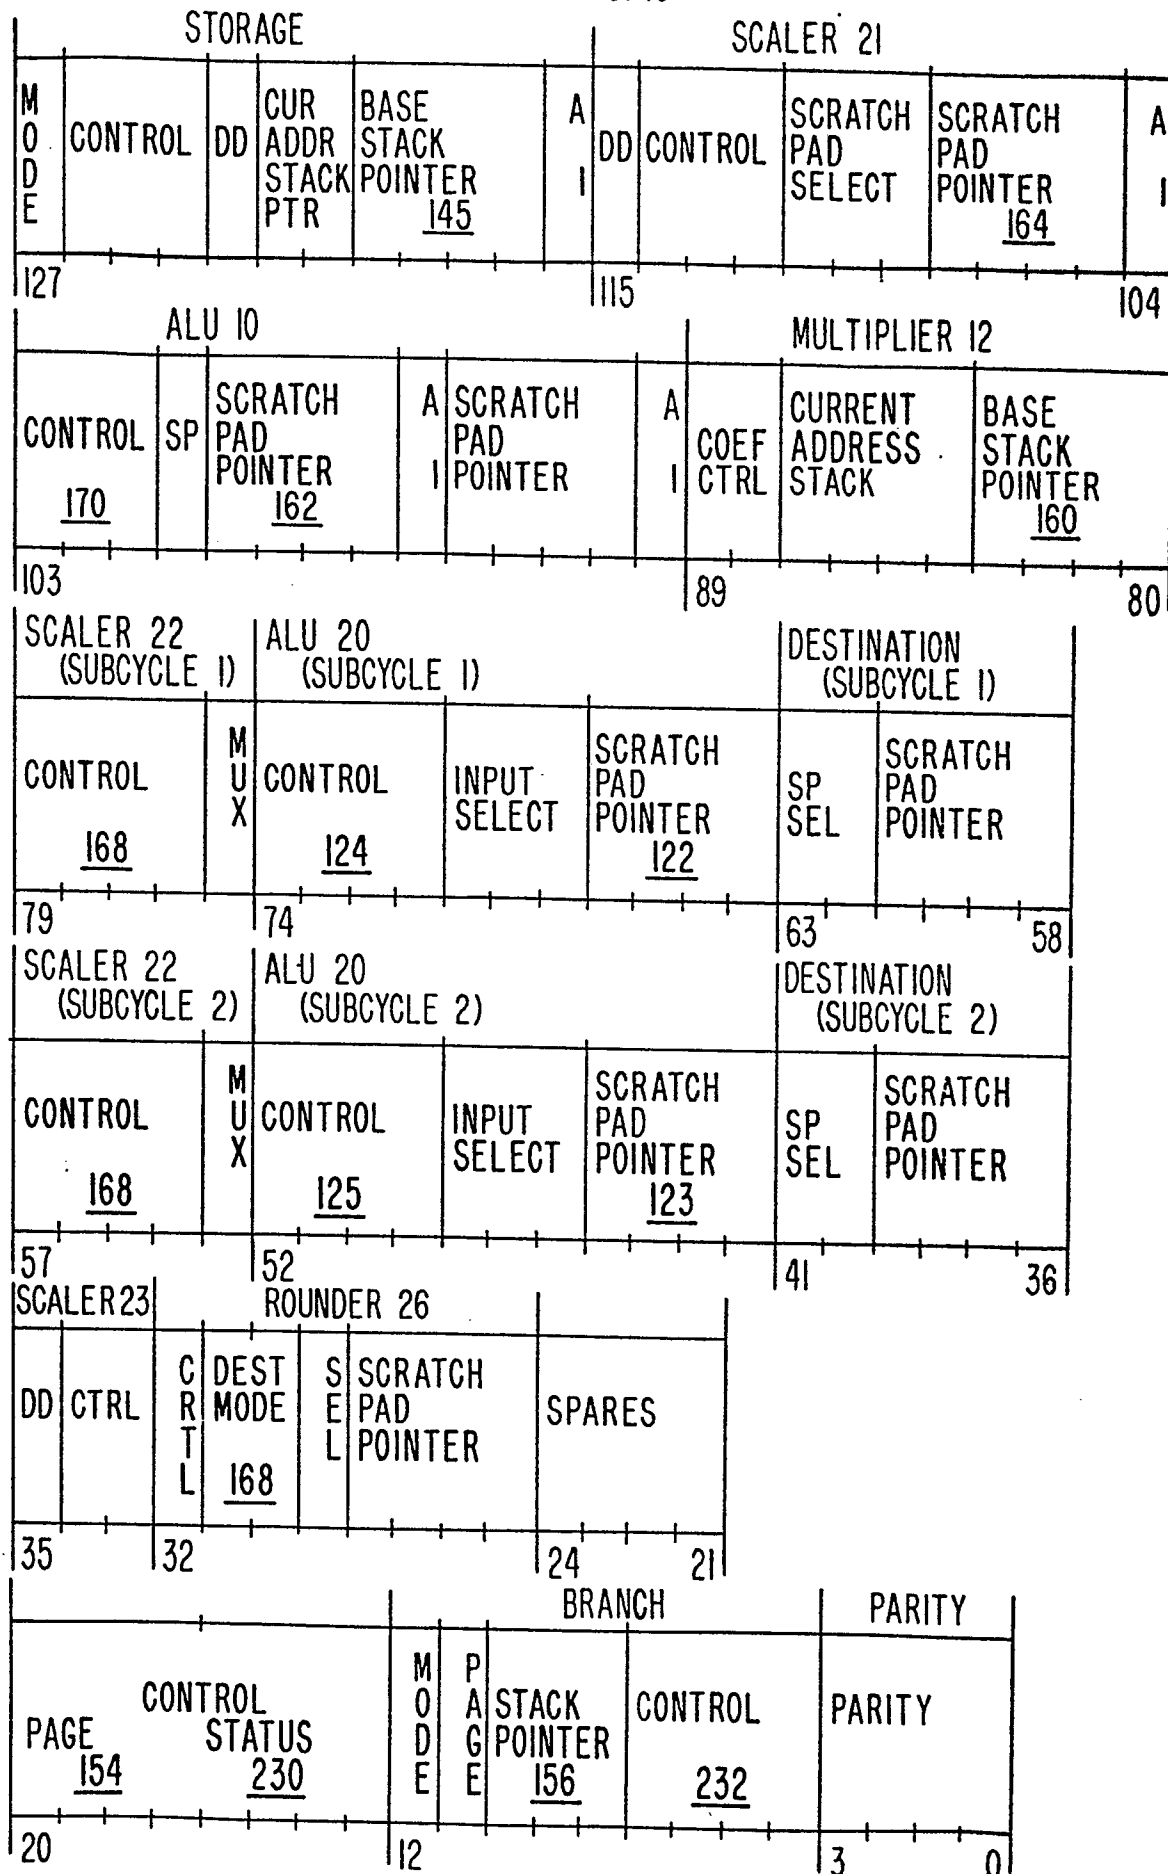 STORAGE
SCALER 21
MODE
CONTROL
DD
CUR
ADDR
STACK
PTR
BASE
STACK
POINTER
145
A
I
DD
CONTROL
SCRATCH
PAD
SELECT
SCRATCH
PAD
POINTER
164
A
I
127
115
104
ALU 10
MULTIPLIER 12
CONTROL
170
SP
SCRATCH
PAD
POINTER
162
A
I
SCRATCH
PAD
POINTER
A
I
COEF
CTRL
CURRENT
ADDRESS
STACK
BASE
STACK
POINTER
160
103
89
80
SCALER 22
(SUBCYCLE 1)
ALU 20
(SUBCYCLE 1)
DESTINATION
(SUBCYCLE 1)
CONTROL
168
MUX
CONTROL
124
INPUT
SELECT
SCRATCH
PAD
POINTER
122
SP
SEL
SCRATCH
PAD
POINTER
79
74
63
58
SCALER 22
(SUBCYCLE 2)
ALU 20
(SUBCYCLE 2)
DESTINATION
(SUBCYCLE 2)
CONTROL
168
MUX
CONTROL
125
INPUT
SELECT
SCRATCH
PAD
POINTER
123
SP
SEL
SCRATCH
PAD
POINTER
57
52
41
36
SCALER 23
ROUNDER 26
DD
CTRL
CRTL
DEST
MODE
168
SEL
SCRATCH
PAD
POINTER
SPARES
35
32
24
21
BRANCH
PARITY
CONTROL
PAGE
154
STATUS
230
MODE
PAGE
STACK
POINTER
156
CONTROL
232
PARITY
20
12
3
0